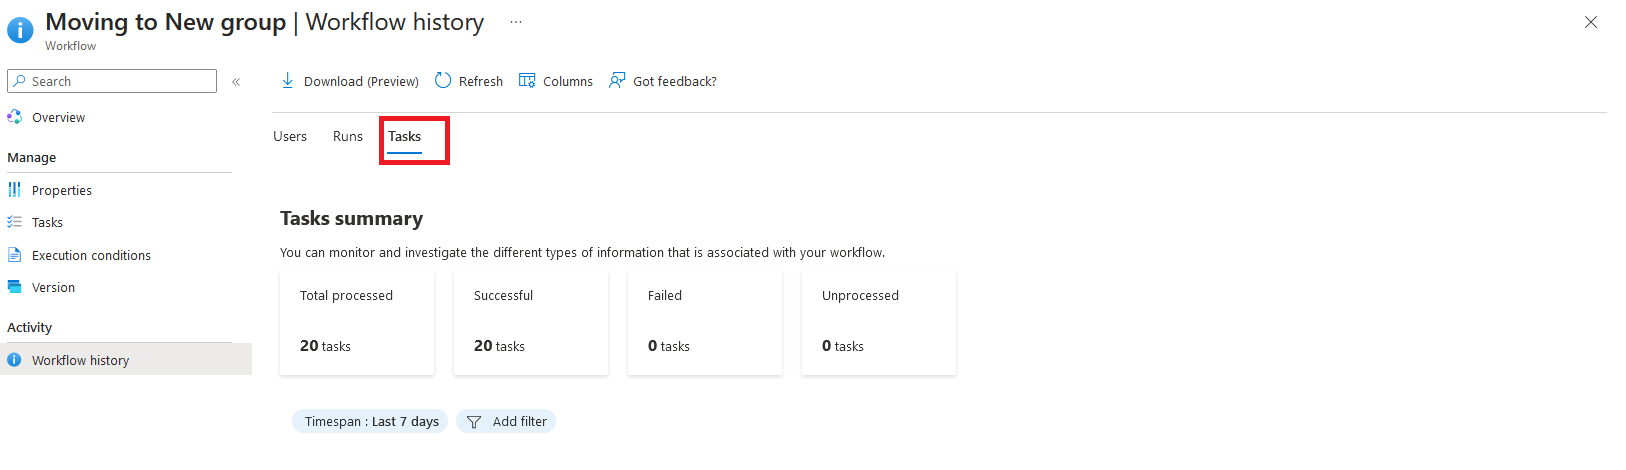 Moving to New group | Workflow history ...
Workflow
Search «
Overview
Manage
Properties
Tasks
Execution conditions
Version
Activity
Workflow history
Download (Preview) Refresh Columns Got feedback?
Users Runs Tasks
Tasks summary
You can monitor and investigate the different types of information that is associated with your workflow.
Total processed
20 tasks
Successful
20 tasks
Failed
0 tasks
Unprocessed
0 tasks
Timespan : Last 7 days Add filter